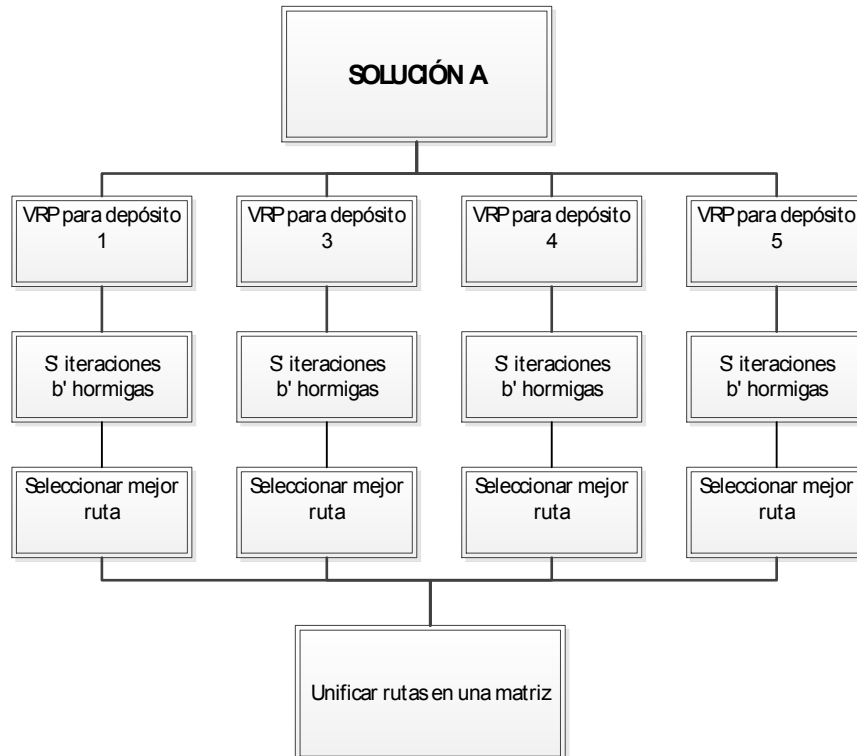 SOLUCIÓN A
VRP para depósito
1
VRP para depósito
3
VRP para depósito
4
VRP para depósito
5
S' iteraciones
b' hormigas
S' iteraciones
b' hormigas
S' iteraciones
b' hormigas
S' iteraciones
b' hormigas
Seleccionar mejor
ruta
Seleccionar mejor
ruta
Seleccionar mejor
ruta
Seleccionar mejor
ruta
Unificar rutas en una matriz